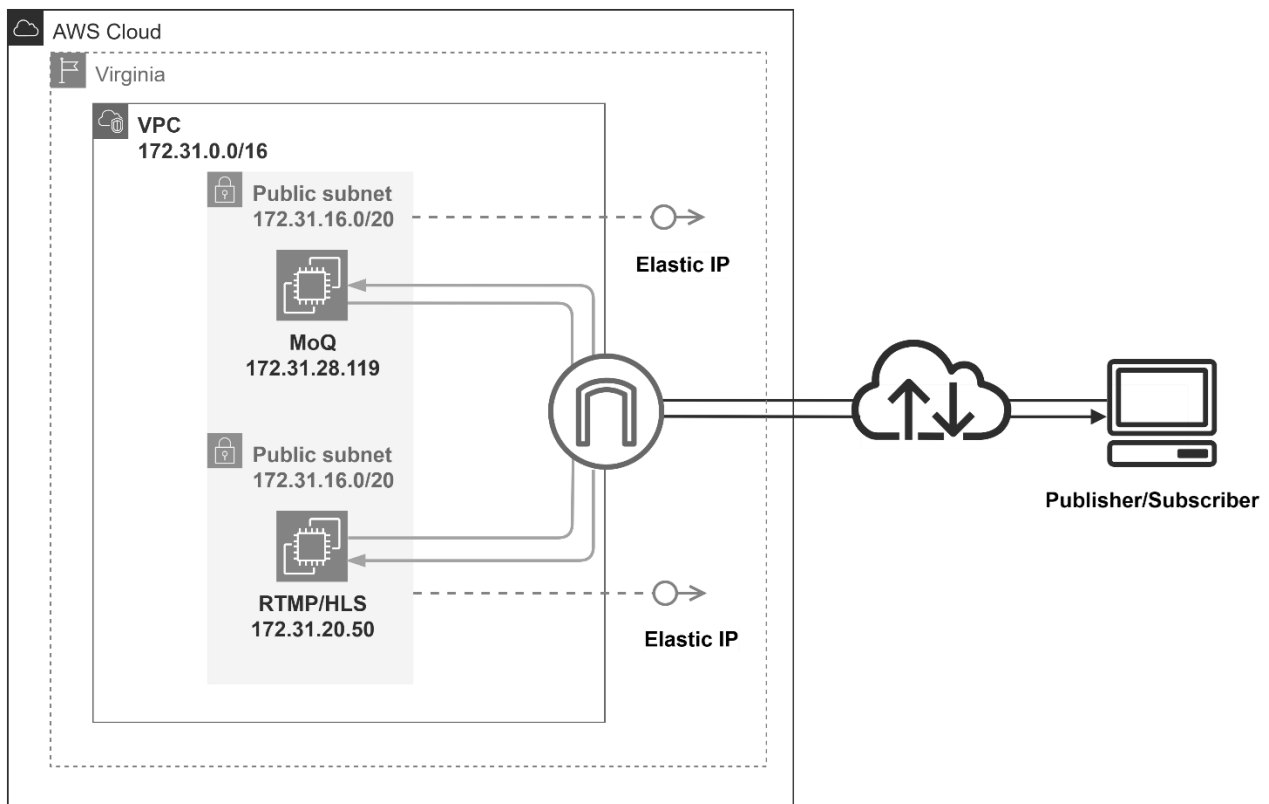 AWS Cloud
Virginia
VPC
172.31.0.0/16
Public subnet
172.31.16.0/20
Elastic IP
MoQ
172.31.28.119
Public subnet
172.31.16.0/20
Publisher/Subscriber
RTMP/HLS
172.31.20.50
Elastic IP